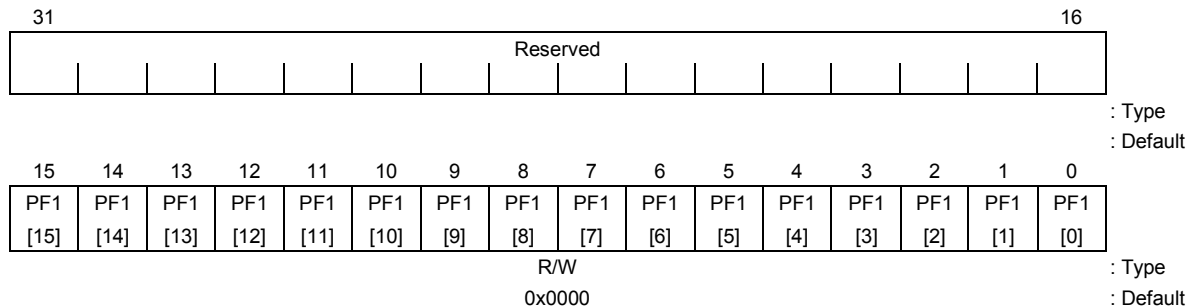 31 16
Reserved
: Type
: Default
15 14 13 12 11 10 9 8 7 6 5 4 3 2 1 0
PF1 PF1 PF1 PF1 PF1 PF1 PF1 PF1 PF1 PF1 PF1 PF1 PF1 PF1 PF1 PF1
[15] [14] [13] [12] [11] [10] [9] [8] [7] [6] [5] [4] [3] [2] [1] [0]
R/W : Type
0x0000 : Default